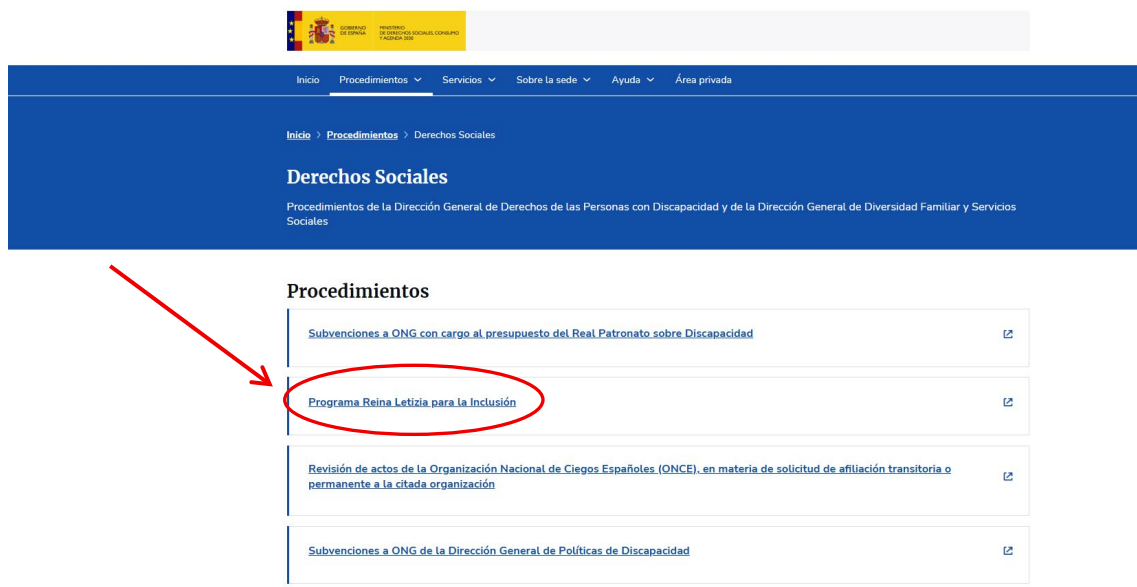 GOBIERNO
DE ESPAÑA
MINISTERIO
DE DERECHOS SOCIALES, CONSUMO
Y AGENDA 2030
Inicio Procedimientos Servicios Sobre la sede Ayuda Área privada
Inicio > Procedimientos > Derechos Sociales
Derechos Sociales
Procedimientos de la Dirección General de Derechos de las Personas con Discapacidad y de la Dirección General de Diversidad Familiar y Servicios
Sociales
Procedimientos
Subvenciones a ONG con cargo al presupuesto del Real Patronato sobre Discapacidad
Programa Reina Letizia para la Inclusión
Revisión de actos de la Organización Nacional de Ciegos Españoles (ONCE), en materia de solicitud de afiliación transitoria o
permanente a la citada organización
Subvenciones a ONG de la Dirección General de Políticas de Discapacidad